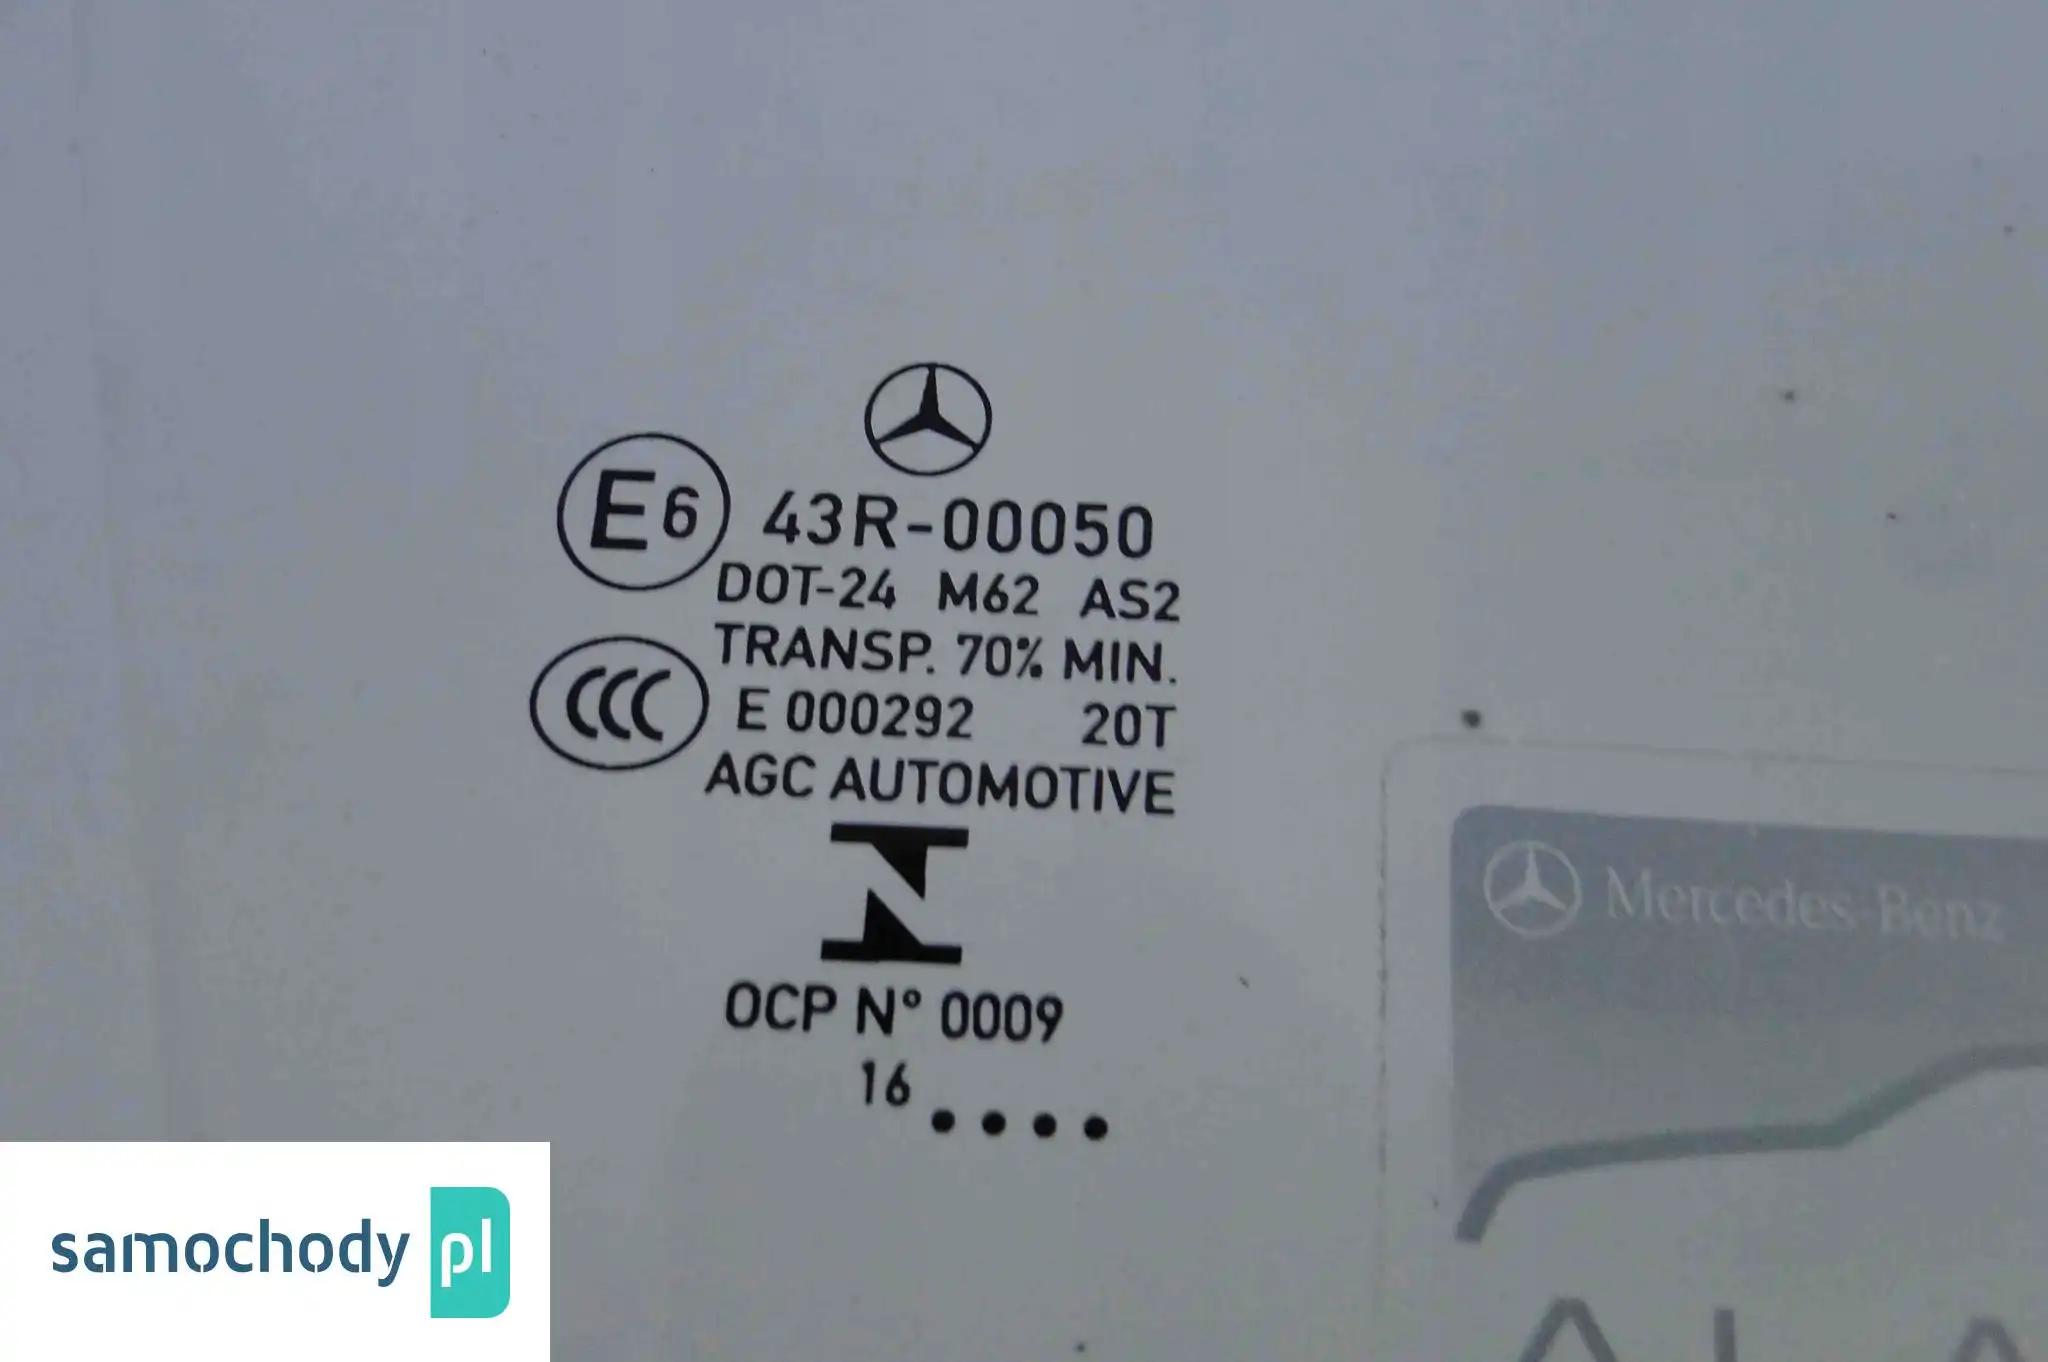 E6 43R-00050
DOT-24 M62 AS2
TRANSP. 70% MIN.
CCC E 000292 20T
AGC AUTOMOTIVE
OCP Nº 0009
16 ....
Mercedes-Benz
samochody pl